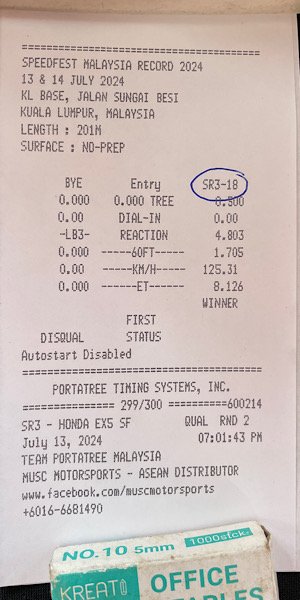 ================================
SPEEDFEST MALAYSIA RECORD 2024
13 & 14 JULY 2024
KL BASE, JALAN SUNGAI BESI
KUALA LUMPUR, MALAYSIA
LENGTH : 201M
SURFACE : NO-PREP
BYE Entry SR3-18
0.000 0.000 TREE 0.500
0.00 DIAL-IN 0.00
-LB3- REACTION 4.803
0.000 ------60FT----- 1.705
0.00 ------KM/H----- 125.31
0.000 ------ET------- 8.126
WINNER
FIRST
DISQUAL STATUS
Autostart Disabled
================================
PORTATREE TIMING SYSTEMS, INC.
============= 299/300 ==========600214
SR3 - HONDA EX5 SF QUAL RND 2
July 13, 2024 07:01:43 PM
TEAM PORTATREE MALAYSIA
MUSC MOTORSPORTS - ASEAN DISTRIBUTOR
www.facebook.com/muscmotorsports
+6016-6681490
NO.10 5mm 1000stck.
KREATO OFFICE